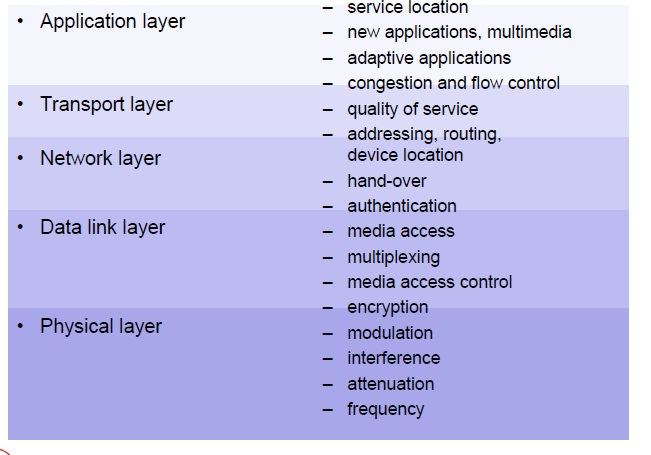 • Application layer
– service location
– new applications, multimedia
– adaptive applications
– congestion and flow control
• Transport layer
– quality of service
– addressing, routing,
device location
• Network layer
– hand-over
– authentication
• Data link layer
– media access
– multiplexing
– media access control
– encryption
• Physical layer
– modulation
– interference
– attenuation
– frequency